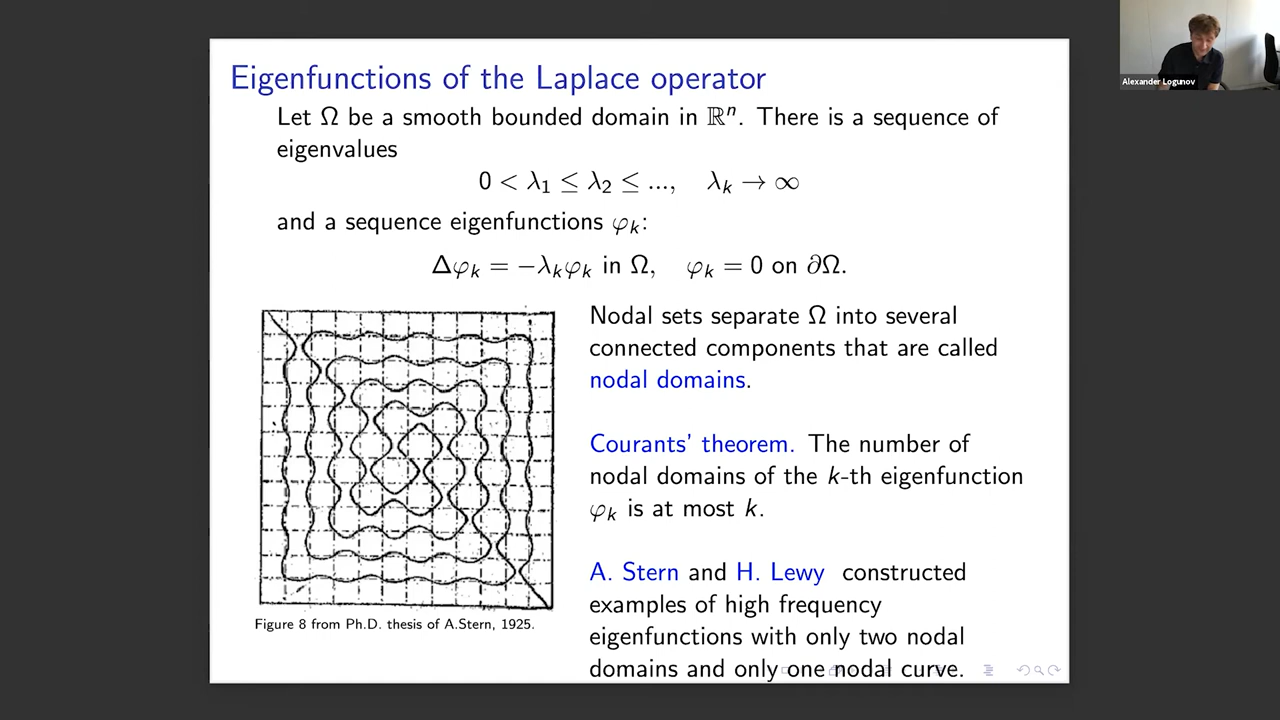 Eigenfunctions of the Laplace operator
Let Ω be a smooth bounded domain in ℝⁿ. There is a sequence of
eigenvalues
0 < λ₁ ≤ λ₂ ≤ ..., λₖ → ∞
and a sequence eigenfunctions φₖ:
Δφₖ = −λₖφₖ in Ω, φₖ = 0 on ∂Ω.
Nodal sets separate Ω into several
connected components that are called
nodal domains.
Courants' theorem. The number of
nodal domains of the k-th eigenfunction
φₖ is at most k.
A. Stern and H. Lewy constructed
examples of high frequency
eigenfunctions with only two nodal
domains and only one nodal curve.
Figure 8 from Ph.D. thesis of A.Stern, 1925.
Alexander Logunov